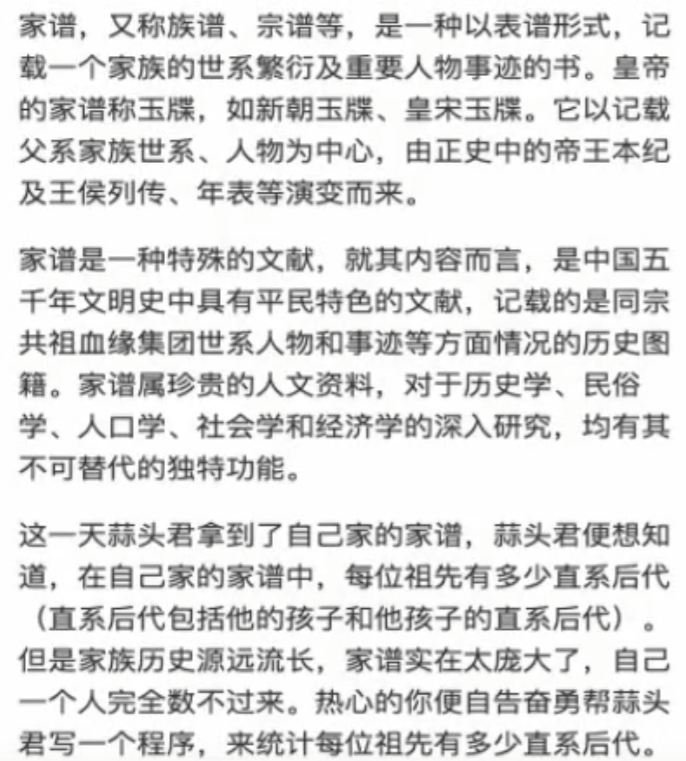 家谱，又称族谱、宗谱等，是一种以表谱形式，记
载一个家族的世系繁衍及重要人物事迹的书。皇帝
的家谱称玉牒，如新朝玉牒、皇宋玉牒。它以记载
父系家族世系、人物为中心，由正史中的帝王本纪
及王侯列传、年表等演变而来。
家谱是一种特殊的文献，就其内容而言，是中国五
千年文明史中具有平民特色的文献，记载的是同宗
共祖血缘集团世系人物和事迹等方面情况的历史图
籍。家谱属珍贵的人文资料，对于历史学、民俗
学、人口学、社会学和经济学的深入研究，均有其
不可替代的独特功能。
这一天蒜头君拿到了自己家的家谱，蒜头君便想知
道，在自己家的家谱中，每位祖先有多少直系后代
（直系后代包括他的孩子和他孩子的直系后代）。
但是家族历史源远流长，家谱实在太庞大了，自己
一个人完全数不过来。热心的你便自告奋勇帮蒜头
君写一个程序，来统计每位祖先有多少直系后代。